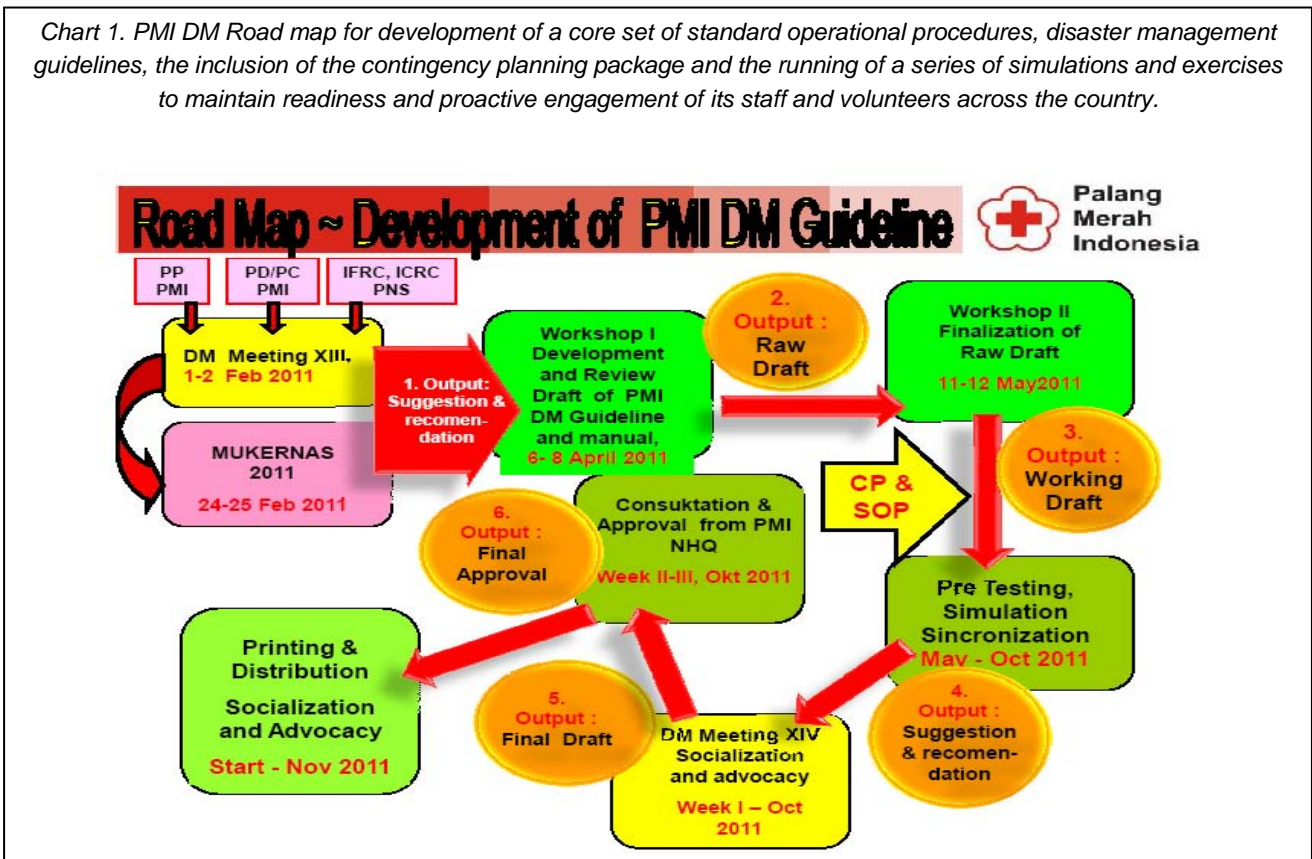 Chart 1. PMI DM Road map for development of a core set of standard operational procedures, disaster management
guidelines, the inclusion of the contingency planning package and the running of a series of simulations and exercises
to maintain readiness and proactive engagement of its staff and volunteers across the country.
Road Map ~ Development of PMI DM Guideline
Palang
Merah
Indonesia
PP
PMI
PD/PC
PMI
IFRC, ICRC
PNS
DM Meeting XIII,
1-2 Feb 2011
MUKERNAS
2011
24-25 Feb 2011
1. Output:
Suggestion &
recomen-
dation
Workshop I
Development
and Review
Draft of PMI
DM Guideline
and manual,
6- 8 April 2011
2.
Output :
Raw
Draft
Workshop II
Finalization of
Raw Draft
11-12 May2011
3.
Output :
Working
Draft
CP &
SOP
Pre Testing,
Simulation
Sincronization
May - Oct 2011
4.
Output :
Suggestion
& recomen-
dation
DM Meeting XIV
Socialization
and advocacy
Week I – Oct
2011
5.
Output :
Final Draft
Consuktation &
Approval from PMI
NHQ
Week II-III, Okt 2011
6.
Output :
Final
Approval
Printing &
Distribution
Socialization
and Advocacy
Start - Nov 2011